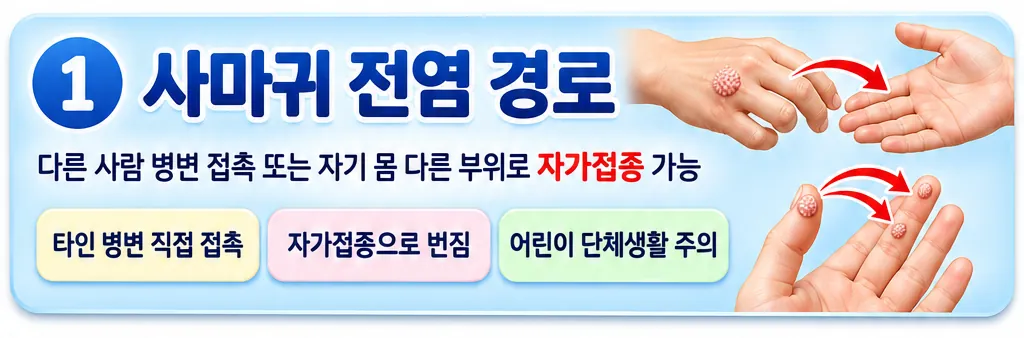 1 사마귀 전염 경로
다른 사람 병변 접촉 또는 자기 몸 다른 부위로 자가접종 가능
타인 병변 직접 접촉
자가접종으로 번짐
어린이 단체생활 주의